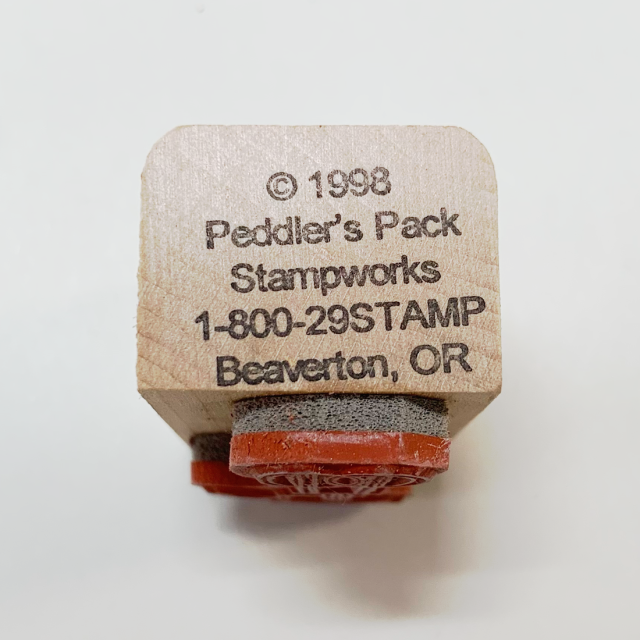 © 1998
Peddler's Pack
Stampworks
1-800-29STAMP
Beaverton, OR